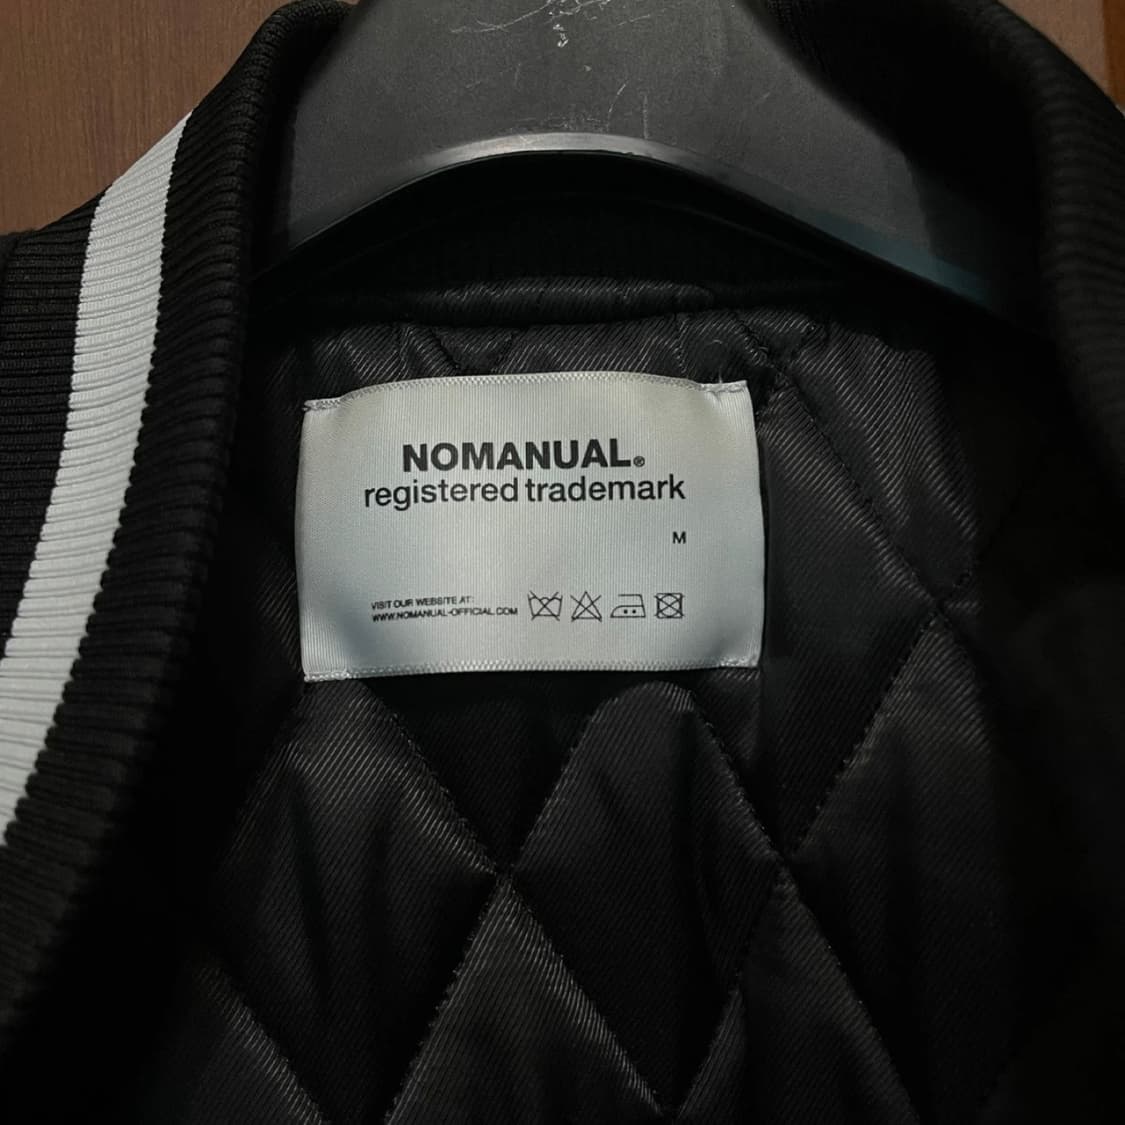 NOMANUAL.®
registered trademark
M
VISIT OUR WEBSITE AT:
WWW.NOMANUAL-OFFICIAL.COM